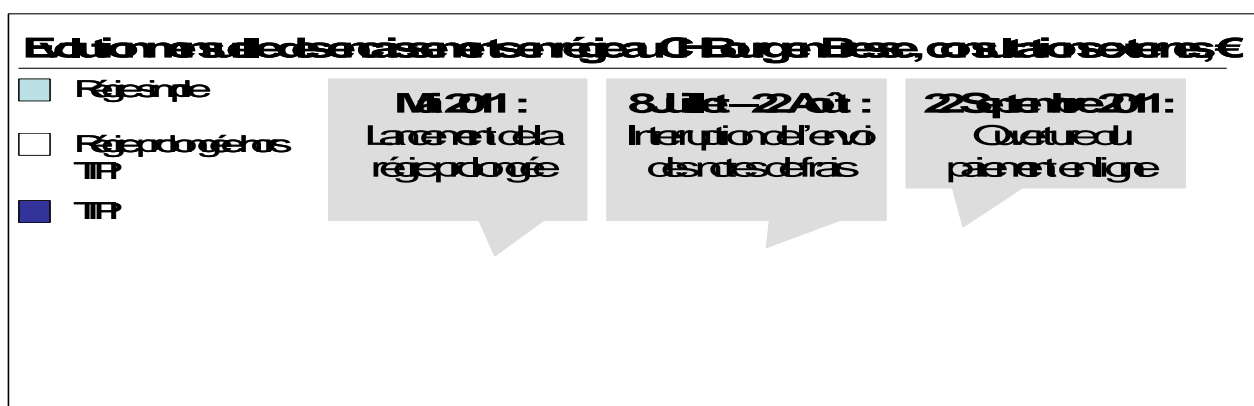 Evolution mensuelle des encaissements en régie au CH Bourg en Bresse, consultations externes, €
Régie simple
Régie prolongée hors
TIPI
TIPI
Mai 2011 :
Lancement de la
régie prolongée
8 Juillet – 22 Août :
Interruption de l'envoi
des notes de frais
22 Septembre 2011 :
Ouverture du
paiement en ligne